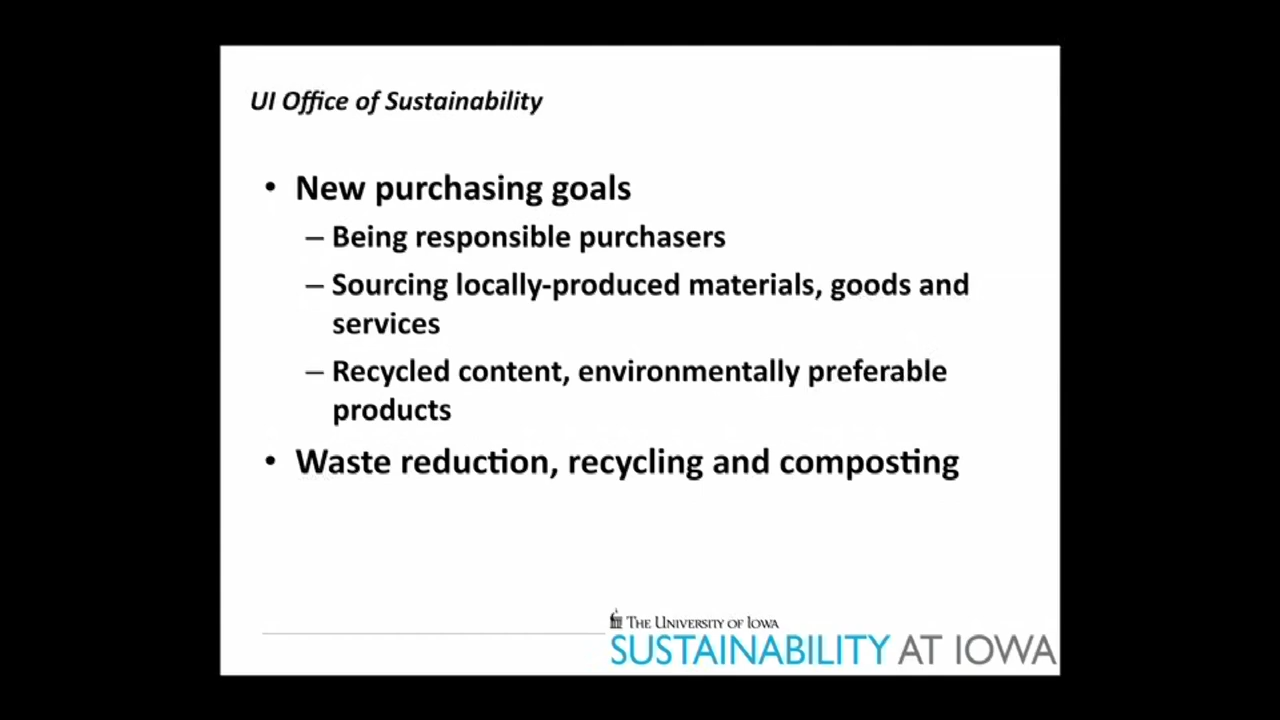 UI Office of Sustainability
• New purchasing goals
– Being responsible purchasers
– Sourcing locally-produced materials, goods and
services
– Recycled content, environmentally preferable
products
• Waste reduction, recycling and composting
THE UNIVERSITY OF IOWA
SUSTAINABILITY AT IOWA